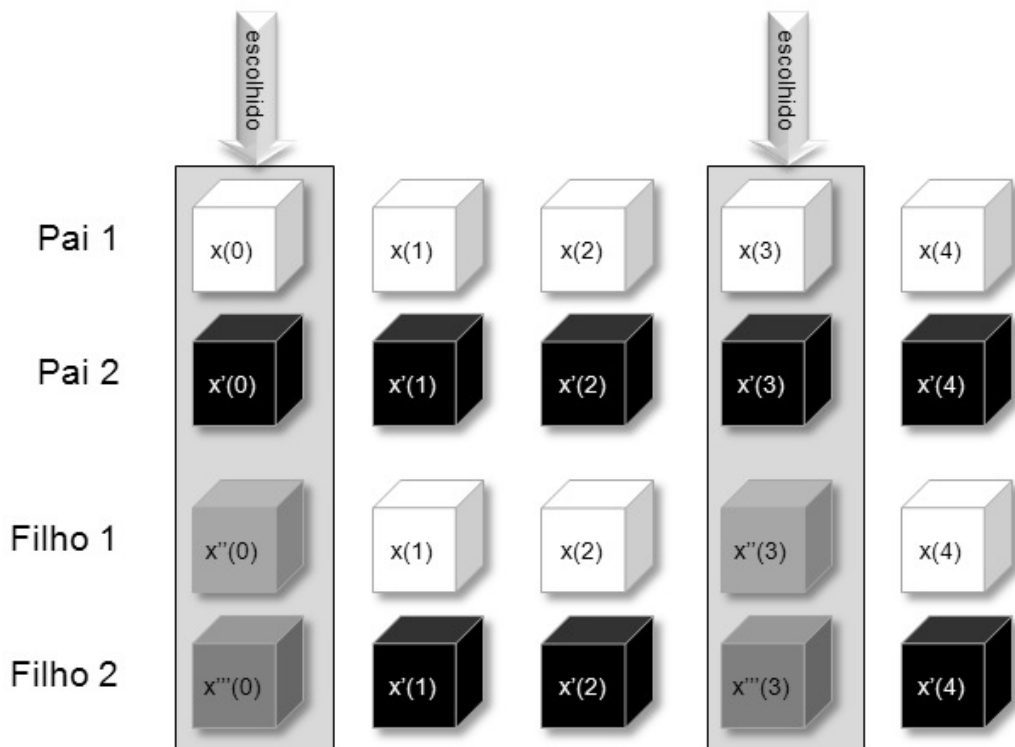 escolhido escolhido
Pai 1 x(0) x(1) x(2) x(3) x(4)
Pai 2 x'(0) x'(1) x'(2) x'(3) x'(4)
Filho 1 x''(0) x(1) x(2) x''(3) x(4)
Filho 2 x'''(0) x'(1) x'(2) x'''(3) x'(4)